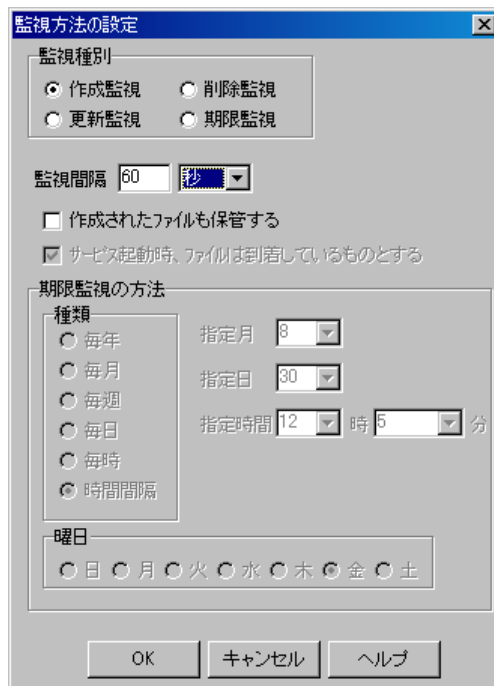 監視方法の設定
監視種別
作成監視 削除監視
更新監視 期限監視
監視間隔 60 秒
作成されたファイルも保管する
サービス起動時、ファイルは到着しているものとする
期限監視の方法
種類
毎年
毎月
毎週
毎日
毎時
時間間隔
指定月 8
指定日 30
指定時間 12 時 5 分
曜日
日 月 火 水 木 金 土
OK キャンセル ヘルプ